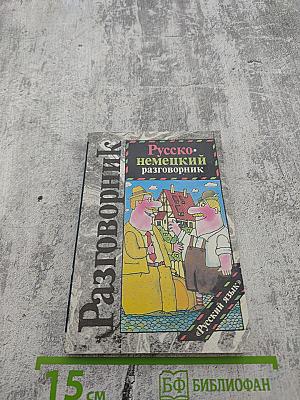 Разговорник
Русско-
немецкий
разговорник
«Русский язык»
15 см
БФ БИБЛИОФАН